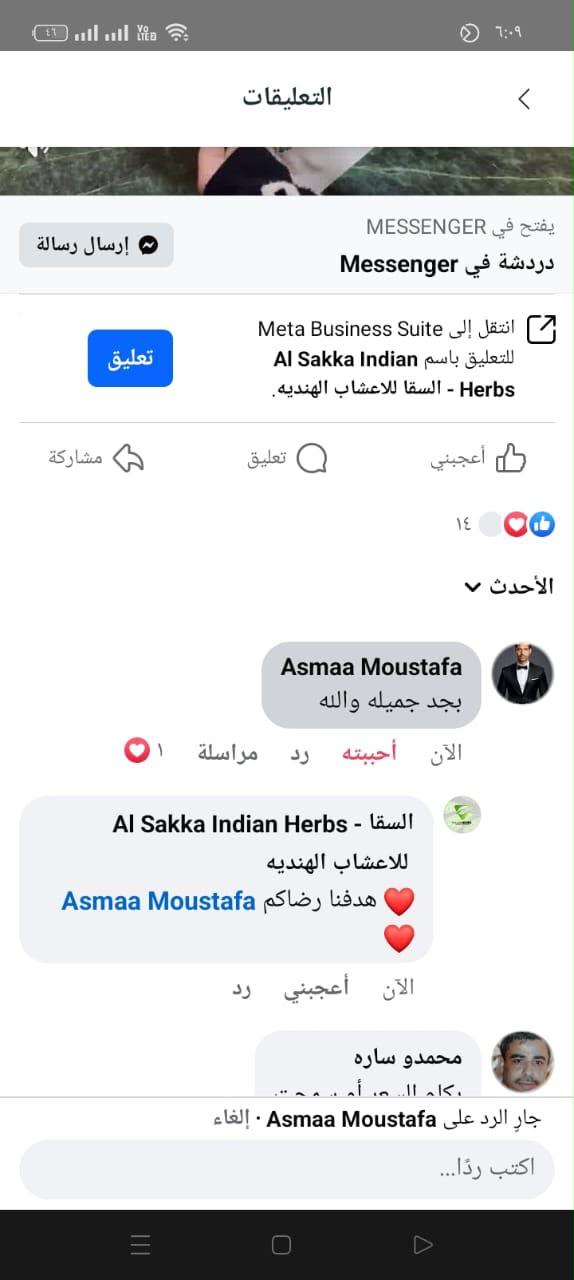 ٤٦ Vo LTED ٦:٠٩
التعليقات
يفتح في MESSENGER
دردشة في Messenger
إرسال رسالة
انتقل إلى Meta Business Suite
للتعليق باسم Al Sakka Indian
Herbs - السقا للاعشاب الهنديه.
تعليق
أعجبني تعليق مشاركة
١٤
الأحدث
Asmaa Moustafa
بجد جميله والله
الآن أحببته رد مراسلة ١
Al Sakka Indian Herbs - السقا
للاعشاب الهنديه
Asmaa Moustafa هدفنا رضاكم ❤️
❤️
الآن أعجبني رد
محمدو ساره
جارٍ الرد على Asmaa Moustafa · إلغاء
اكتب ردًا...